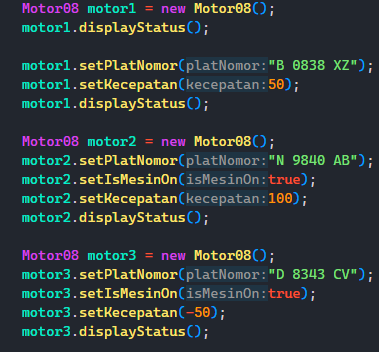 Motor08 motor1 = new Motor08();
motor1.displayStatus();
motor1.setPlatNomor(platNomor:"B 0838 XZ");
motor1.setKecepatan(kecepatan:50);
motor1.displayStatus();
Motor08 motor2 = new Motor08();
motor2.setPlatNomor(platNomor:"N 9840 AB");
motor2.setIsMesinOn(isMesinOn:true);
motor2.setKecepatan(kecepatan:100);
motor2.displayStatus();
Motor08 motor3 = new Motor08();
motor3.setPlatNomor(platNomor:"D 8343 CV");
motor3.setIsMesinOn(isMesinOn:true);
motor3.setKecepatan(-50);
motor3.displayStatus();